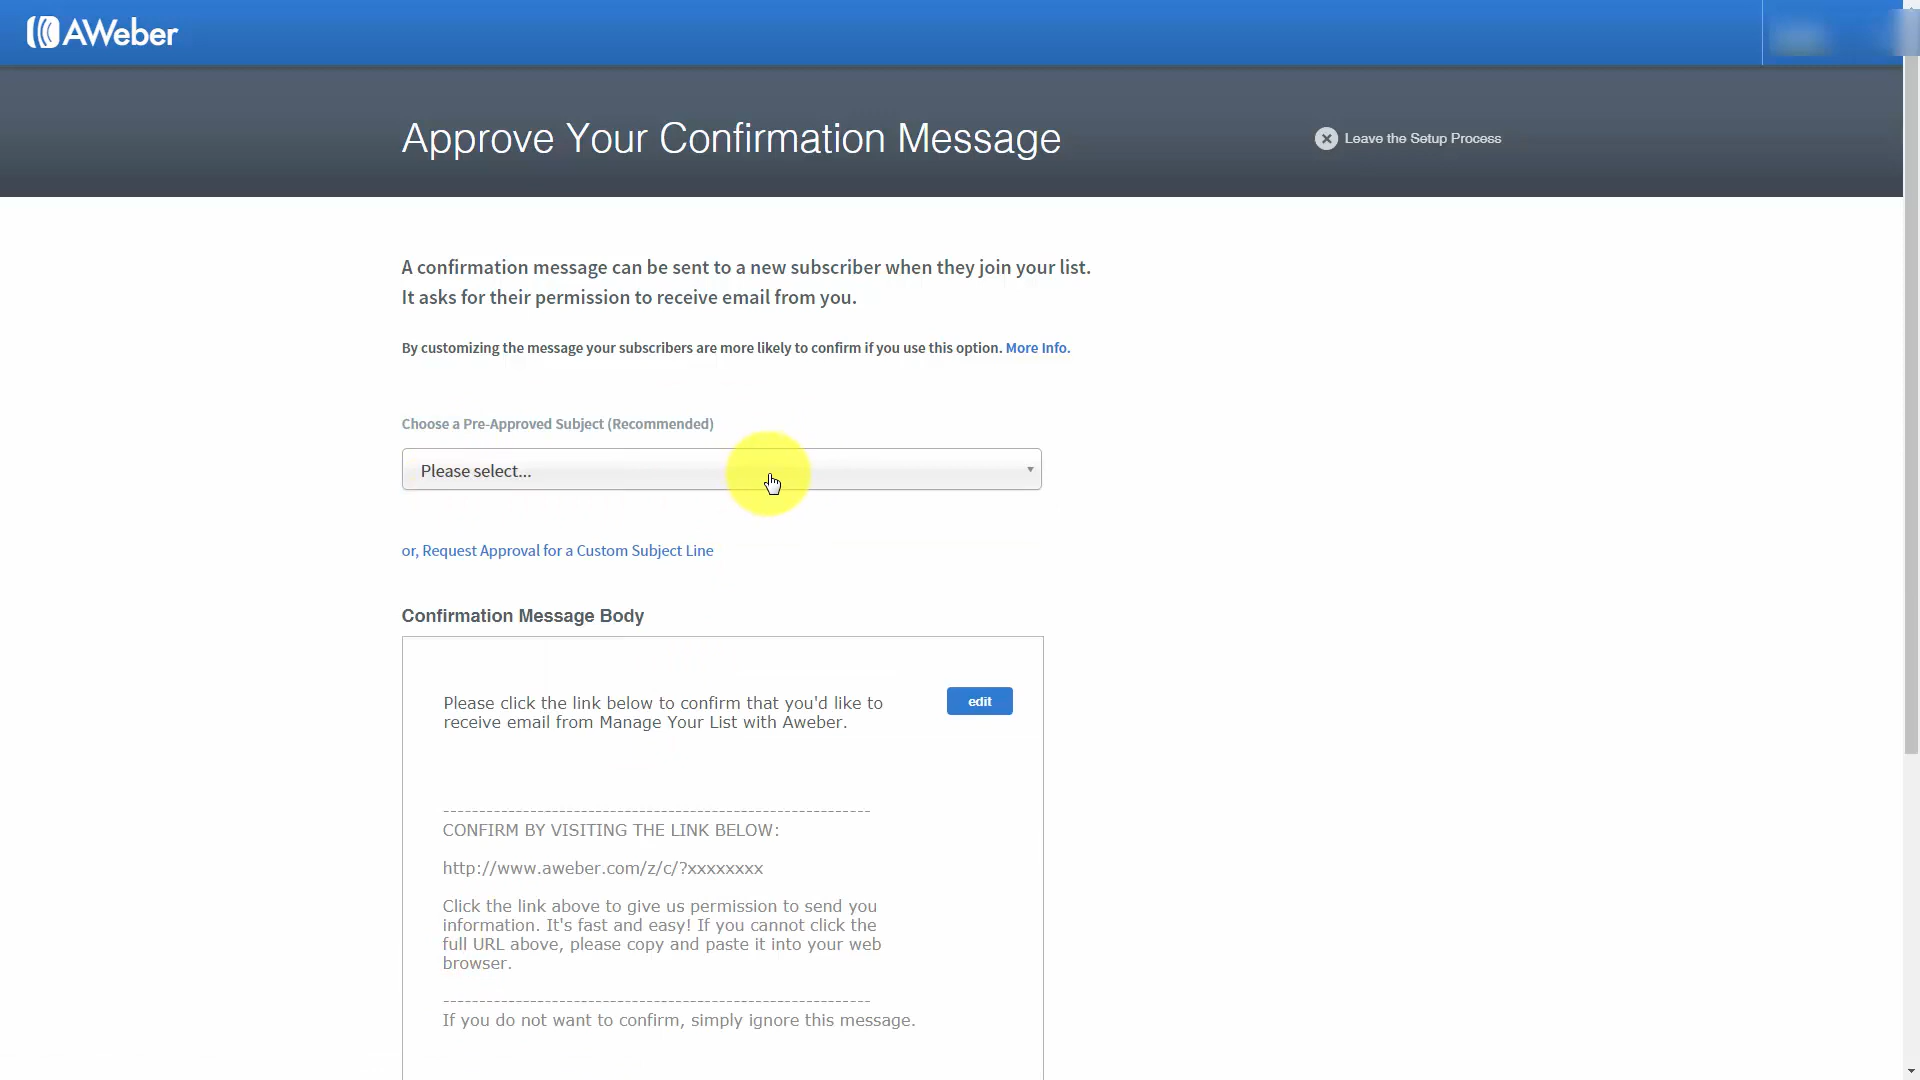 AWeber
Approve Your Confirmation Message
Leave the Setup Process
A confirmation message can be sent to a new subscriber when they join your list.
It asks for their permission to receive email from you.
By customizing the message your subscribers are more likely to confirm if you use this option. More Info.
Choose a Pre-Approved Subject (Recommended)
Please select...
or, Request Approval for a Custom Subject Line
Confirmation Message Body
Please click the link below to confirm that you'd like to
receive email from Manage Your List with Aweber.
edit
------------------------------------------------------------
CONFIRM BY VISITING THE LINK BELOW:
http://www.aweber.com/z/c/?xxxxxxxx
Click the link above to give us permission to send you
information. It's fast and easy! If you cannot click the
full URL above, please copy and paste it into your web
browser.
------------------------------------------------------------
If you do not want to confirm, simply ignore this message.